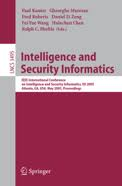 LNCS 3495
Paul Kantor Gheorghe Muresan
Fred Roberts Daniel D. Zeng
Fei-Yue Wang Hsinchun Chen
Ralph C. Merkle (Eds.)
Intelligence and
Security Informatics
IEEE International Conference
on Intelligence and Security Informatics, ISI 2005
Atlanta, GA, USA, May 2005, Proceedings
Springer